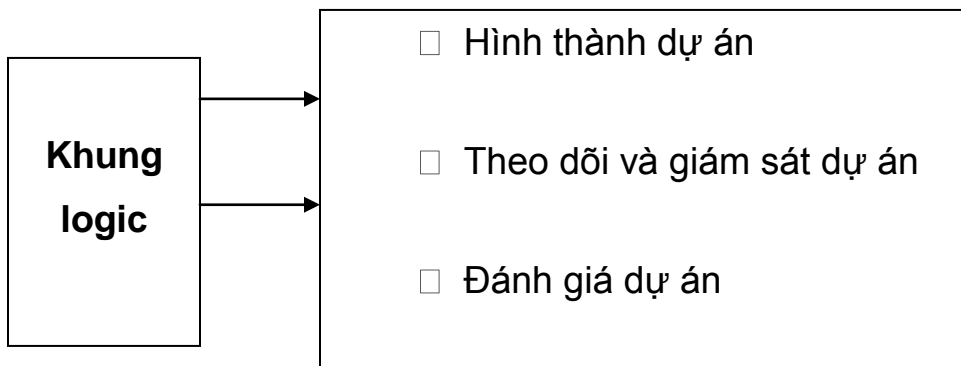 Hình thành dự án
Khung
logic
Theo dõi và giám sát dự án
Đánh giá dự án